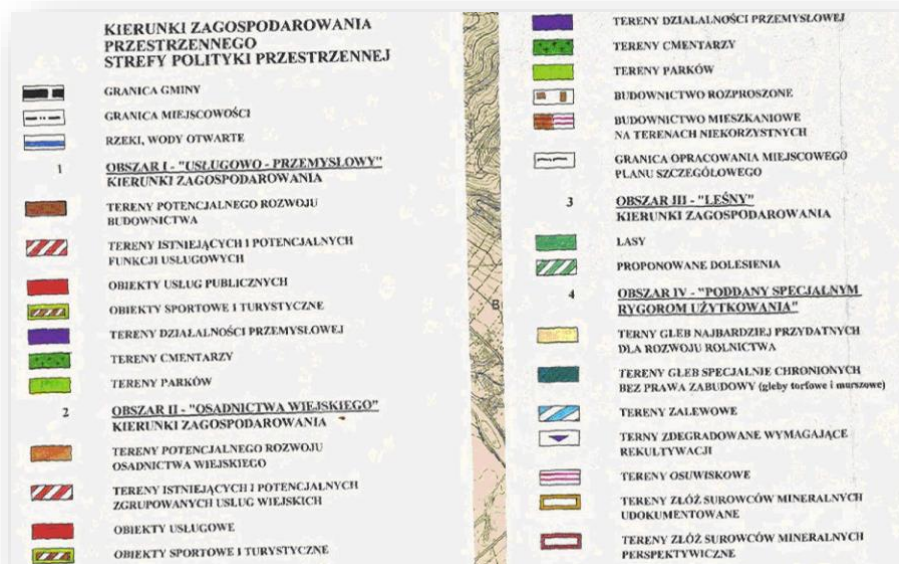 KIERUNKI ZAGOSPODAROWANIA
PRZESTRZENNEGO
STREFY POLITYKI PRZESTRZENNEJ
GRANICA GMINY
GRANICA MIEJSCOWOŚCI
RZEKI, WODY OTWARTE
1
OBSZAR I - "USŁUGOWO - PRZEMYSŁOWY"
KIERUNKI ZAGOSPODAROWANIA
TERENY POTENCJALNEGO ROZWOJU
BUDOWNICTWA
TERENY ISTNIEJĄCYCH I POTENCJALNYCH
FUNKCJI USŁUGOWYCH
OBIEKTY USŁUG PUBLICZNYCH
OBIEKTY SPORTOWE I TURYSTYCZNE
TERENY DZIAŁALNOŚCI PRZEMYSŁOWEJ
TERENY CMENTARZY
TERENY PARKÓW
2
OBSZAR II - "OSADNICTWA WIEJSKIEGO"
KIERUNKI ZAGOSPODAROWANIA
TERENY POTENCJALNEGO ROZWOJU
OSADNICTWA WIEJSKIEGO
TERENY ISTNIEJĄCYCH I POTENCJALNYCH
ZGRUPOWANYCH USŁUG WIEJSKICH
OBIEKTY USŁUGOWE
OBIEKTY SPORTOWE I TURYSTYCZNE
TERENY DZIAŁALNOŚCI PRZEMYSŁOWEJ
TERENY CMENTARZY
TERENY PARKÓW
BUDOWNICTWO ROZPROSZONE
BUDOWNICTWO MIESZKANIOWE
NA TERENACH NIEKORZYSTNYCH
GRANICA OPRACOWANIA MIEJSCOWEGO
PLANU SZCZEGÓŁOWEGO
3
OBSZAR III - "LEŚNY"
KIERUNKI ZAGOSPODAROWANIA
LASY
PROPONOWANE DOLESIENIA
4
OBSZAR IV - "PODDANY SPECJALNYM
RYGOROM UŻYTKOWANIA"
TERNY GLEB NAJBARDZIEJ PRZYDATNYCH
DLA ROZWOJU ROLNICTWA
TERENY GLEB SPECJALNIE CHRONIONYCH
BEZ PRAWA ZABUDOWY (gleby torfowe i murszowe)
TERENY ZALEWOWE
TERNY ZDEGRADOWANE WYMAGAJĄCE
REKULTYWACJI
TERENY OSUWISKOWE
TERENY ZŁÓŻ SUROWCÓW MINERALNYCH
UDOKUMENTOWANE
TERENY ZŁÓŻ SUROWCÓW MINERALNYCH
PERSPEKTYWICZNE